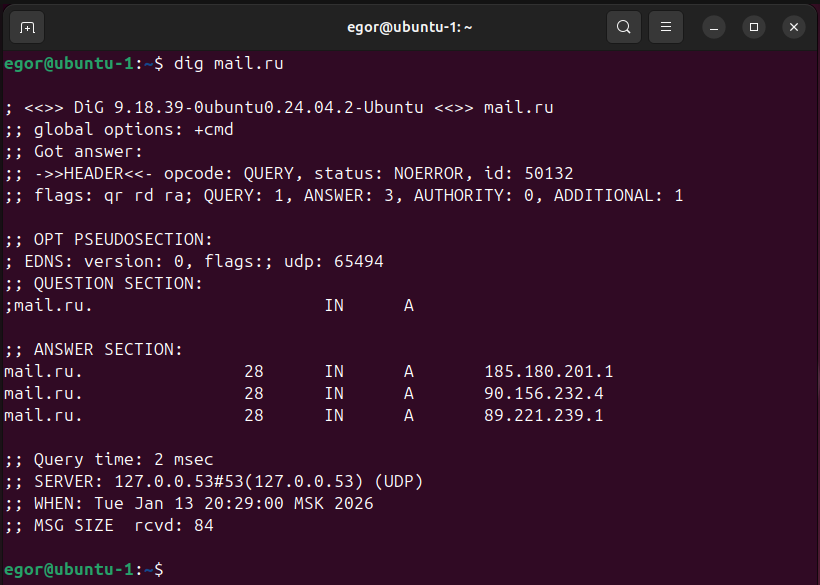 egor@ubuntu-1: ~
egor@ubuntu-1:~$ dig mail.ru
; <<>> DiG 9.18.39-0ubuntu0.24.04.2-Ubuntu <<>> mail.ru
;; global options: +cmd
;; Got answer:
;; ->>HEADER<<- opcode: QUERY, status: NOERROR, id: 50132
;; flags: qr rd ra; QUERY: 1, ANSWER: 3, AUTHORITY: 0, ADDITIONAL: 1
;; OPT PSEUDOSECTION:
; EDNS: version: 0, flags:; udp: 65494
;; QUESTION SECTION:
;mail.ru. IN A
;; ANSWER SECTION:
mail.ru. 28 IN A 185.180.201.1
mail.ru. 28 IN A 90.156.232.4
mail.ru. 28 IN A 89.221.239.1
;; Query time: 2 msec
;; SERVER: 127.0.0.53#53(127.0.0.53) (UDP)
;; WHEN: Tue Jan 13 20:29:00 MSK 2026
;; MSG SIZE  rcvd: 84
egor@ubuntu-1:~$